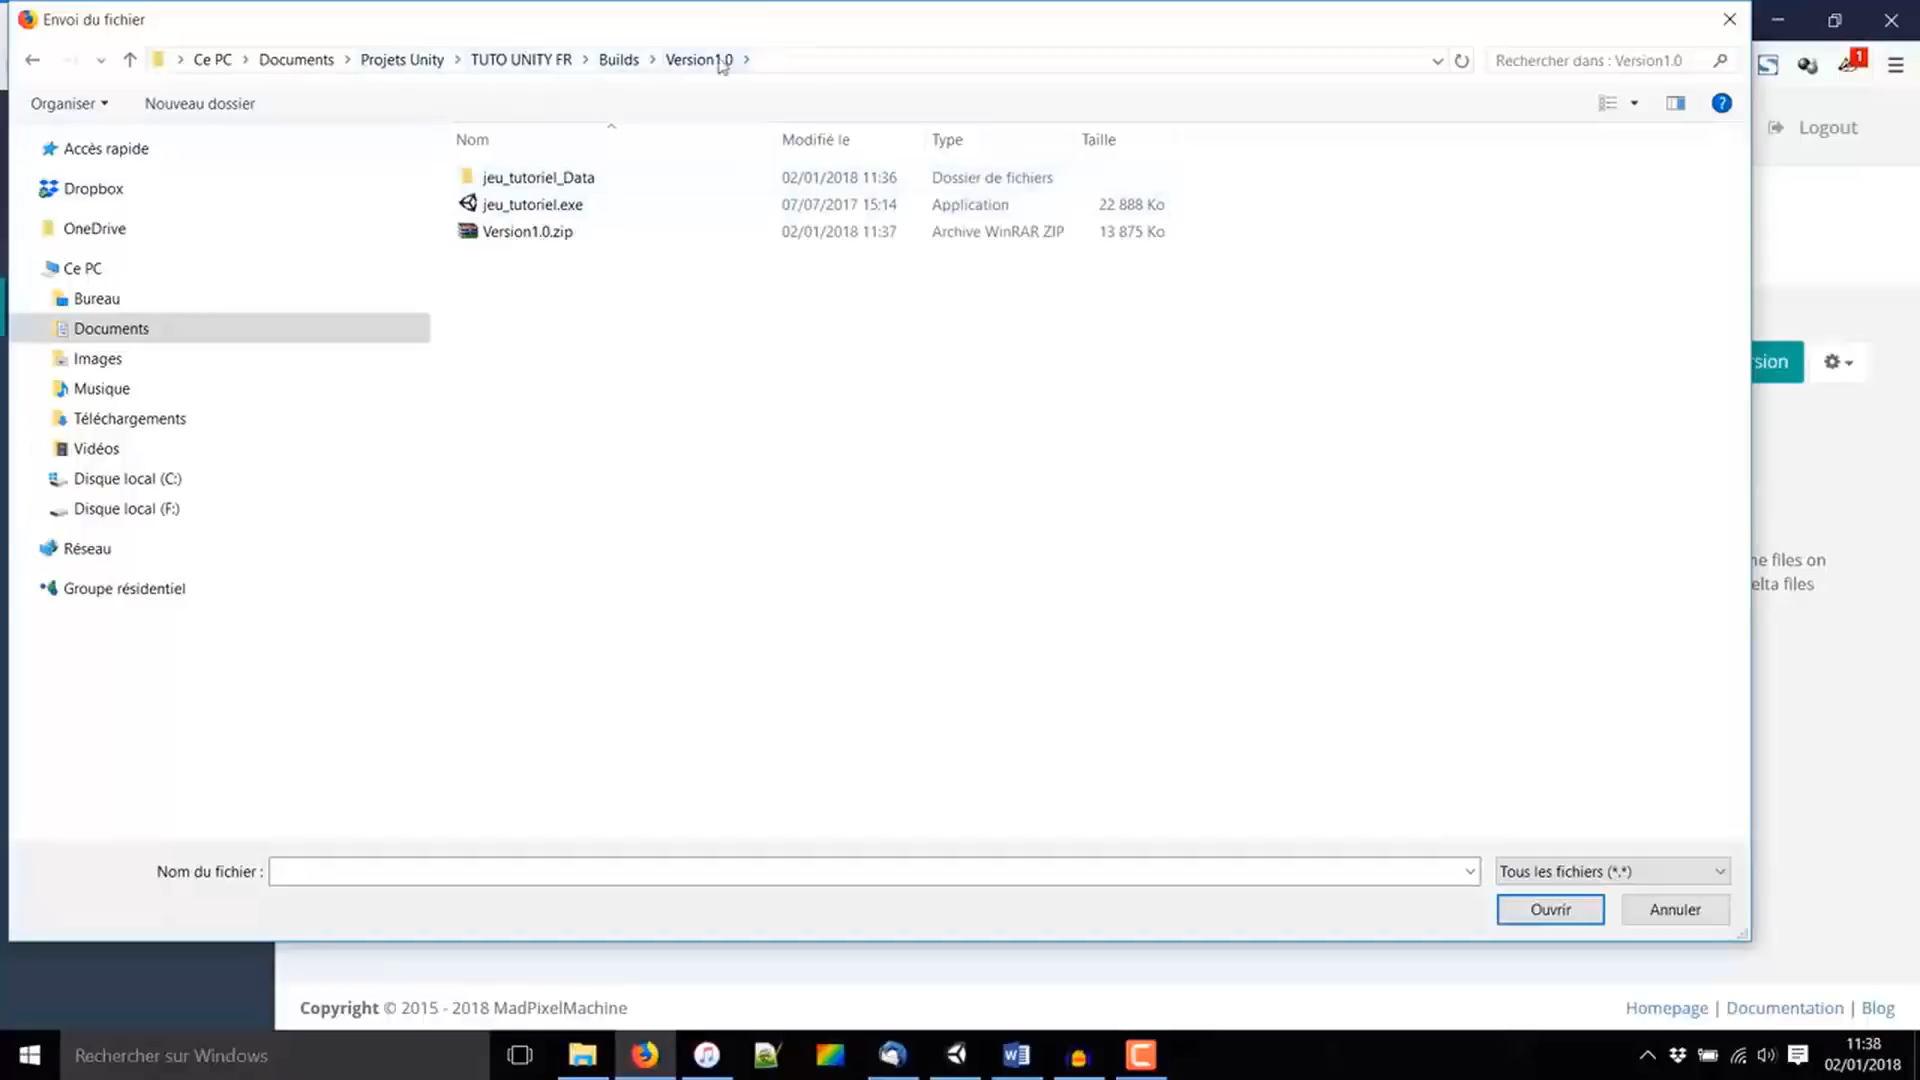 Envoi du fichier
Ce PC > Documents > Projets Unity > TUTO UNITY FR > Builds > Version1.0 >
Rechercher dans : Version1.0
1
Organiser
Nouveau dossier
?
Logout
Nom
Modifié le
Type
Taille
Accès rapide
Dropbox
OneDrive
Ce PC
Bureau
Documents
Images
Musique
Téléchargements
Vidéos
Disque local (C:)
Disque local (F:)
Réseau
Groupe résidentiel
jeu_tutoriel_Data 02/01/2018 11:36 Dossier de fichiers
jeu_tutoriel.exe 07/07/2017 15:14 Application 22 888 Ko
Version1.0.zip 02/01/2018 11:37 Archive WinRAR ZIP 13 875 Ko
sion
files on
elta files
Nom du fichier :
Tous les fichiers (*.*)
Ouvrir
Annuler
Copyright © 2015 - 2018 MadPixelMachine
Homepage | Documentation | Blog
Rechercher sur Windows
11:38
02/01/2018